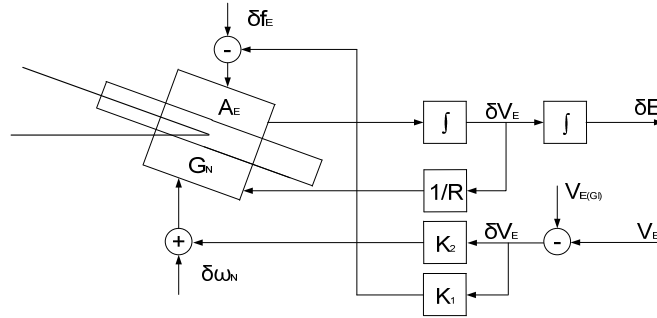 δf_E
-
A_E
∫ δV_E ∫ δE
G_N
1/R
V_E(GI)
+ K_2 δV_E - V_E
δω_N
K_1